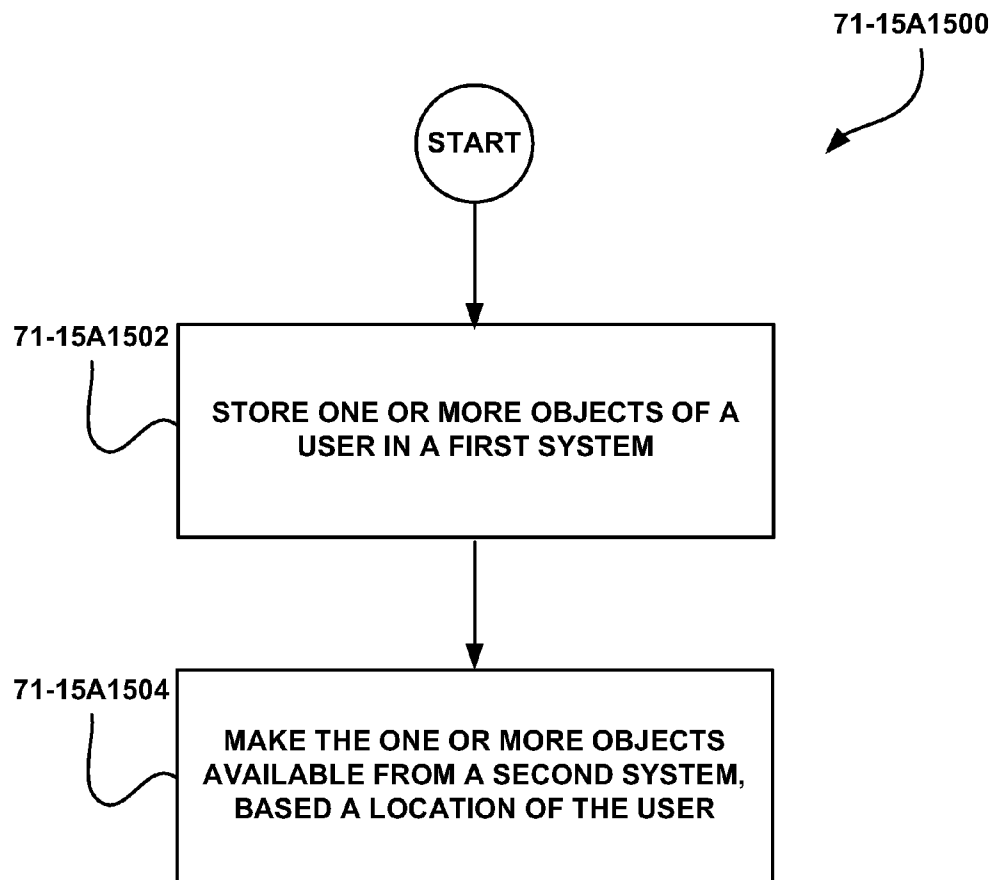 71-15A1500
START
71-15A1502
STORE ONE OR MORE OBJECTS OF A
USER IN A FIRST SYSTEM
71-15A1504
MAKE THE ONE OR MORE OBJECTS
AVAILABLE FROM A SECOND SYSTEM,
BASED A LOCATION OF THE USER